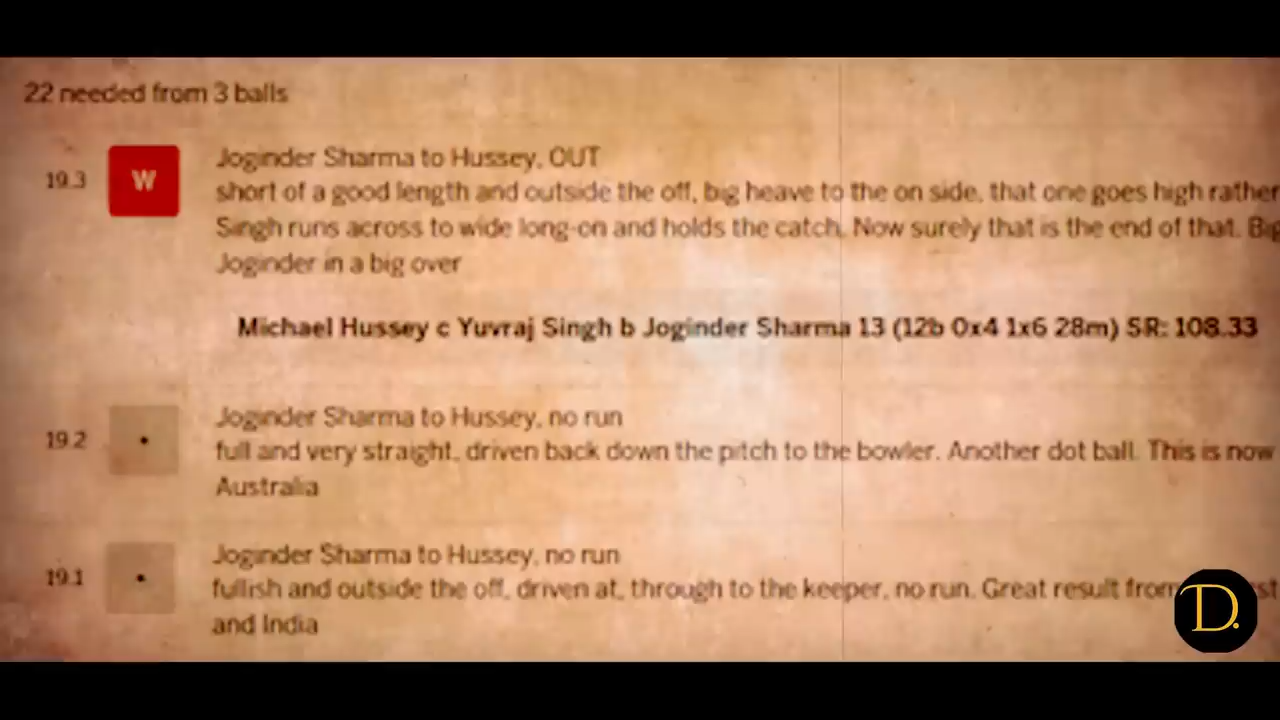 22 needed from 3 balls
19.3 W Joginder Sharma to Hussey, OUT
short of a good length and outside the off, big heave to the on side, that one goes high rather
Singh runs across to wide long-on and holds the catch. Now surely that is the end of that. Big
Joginder in a big over
Michael Hussey c Yuvraj Singh b Joginder Sharma 13 (12b 0x4 1x6 28m) SR: 108.33
19.2 • Joginder Sharma to Hussey, no run
full and very straight, driven back down the pitch to the bowler. Another dot ball. This is now
Australia
19.1 • Joginder Sharma to Hussey, no run
fullish and outside the off, driven at, through to the keeper, no run. Great result from
and India
D.